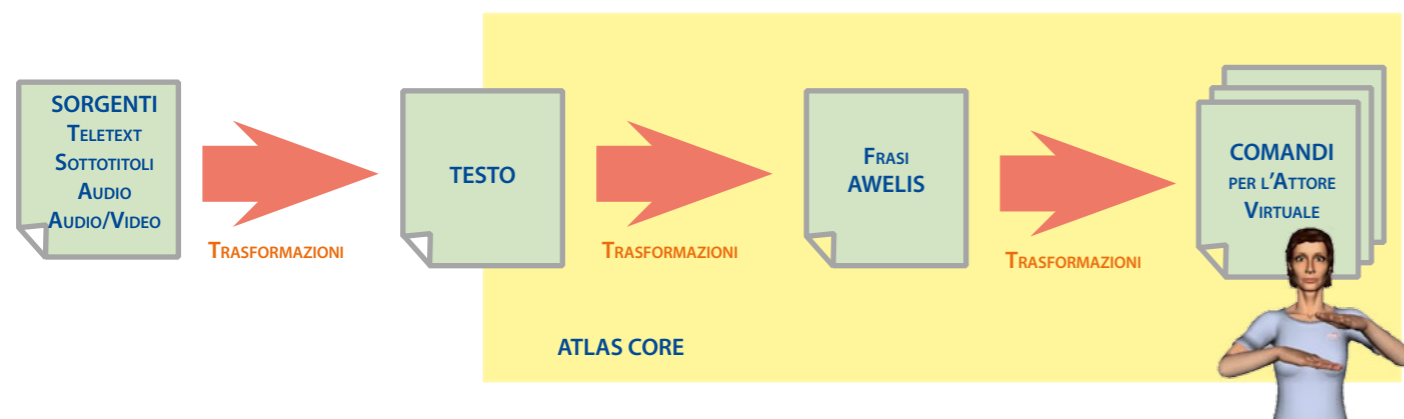 SORGENTI
Teletext
Sottotitoli
Audio
Audio/Video
Trasformazioni
TESTO
Trasformazioni
Frasi
AWELIS
Trasformazioni
COMANDI
per l'Attore
Virtuale
ATLAS CORE